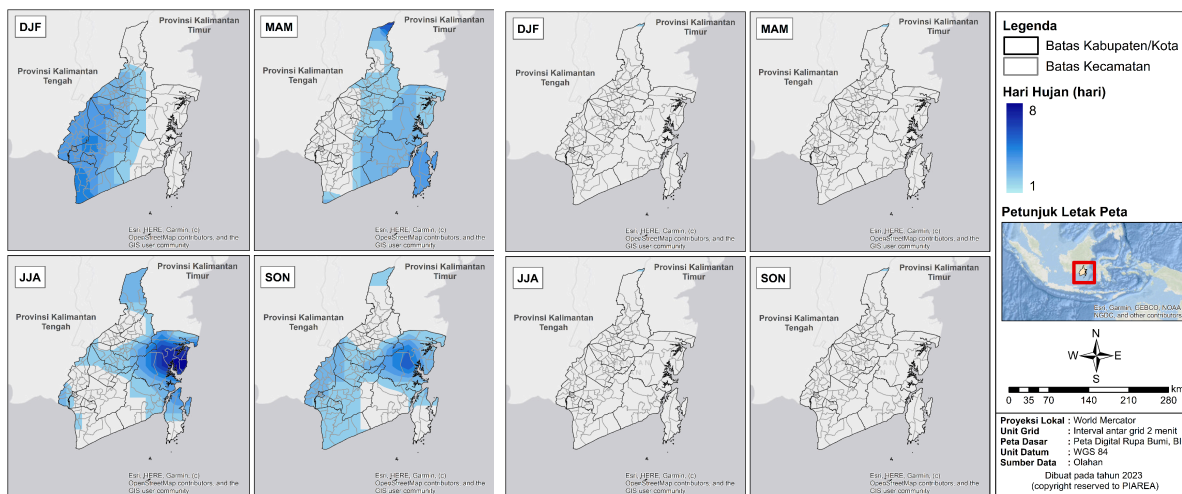 DJF
Provinsi Kalimantan
Timur
Provinsi Kalimantan
Tengah
Esri, HERE, Garmin, (c)
OpenStreetMap contributors, and the
GIS user community
MAM
Provinsi Kalimantan
Timur
Provinsi Kalimantan
Tengah
Esri, HERE, Garmin, (c)
OpenStreetMap contributors, and the
GIS user community
DJF
Provinsi Kalimantan
Timur
Provinsi Kalimantan
Tengah
Esri, HERE, Garmin, (c)
OpenStreetMap contributors, and the
GIS user community
MAM
Provinsi Kalimantan
Timur
Provinsi Kalimantan
Tengah
Esri, HERE, Garmin, (c)
OpenStreetMap contributors, and the
GIS user community
JJA
Provinsi Kalimantan
Timur
Provinsi Kalimantan
Tengah
Esri, HERE, Garmin, (c)
OpenStreetMap contributors, and the
GIS user community
SON
Provinsi Kalimantan
Timur
Provinsi Kalimantan
Tengah
Esri, HERE, Garmin, (c)
OpenStreetMap contributors, and the
GIS user community
JJA
Provinsi Kalimantan
Timur
Provinsi Kalimantan
Tengah
Esri, HERE, Garmin, (c)
OpenStreetMap contributors, and the
GIS user community
SON
Provinsi Kalimantan
Timur
Provinsi Kalimantan
Tengah
Esri, HERE, Garmin, (c)
OpenStreetMap contributors, and the
GIS user community
Legenda
Batas Kabupaten/Kota
Batas Kecamatan
Hari Hujan (hari)
8
1
Petunjuk Letak Peta
Esri, Garmin, GEBCO, NOAA
NGDC, and other contributors
N
W E
S
km
0 35 70 140 210 280
Proyeksi Lokal : World Mercator
Unit Grid : Interval antar grid 2 menit
Peta Dasar : Peta Digital Rupa Bumi, BI
Unit Datum : WGS 84
Sumber Data : Olahan
Dibuat pada tahun 2023
(copyright reserved to PIAREA)